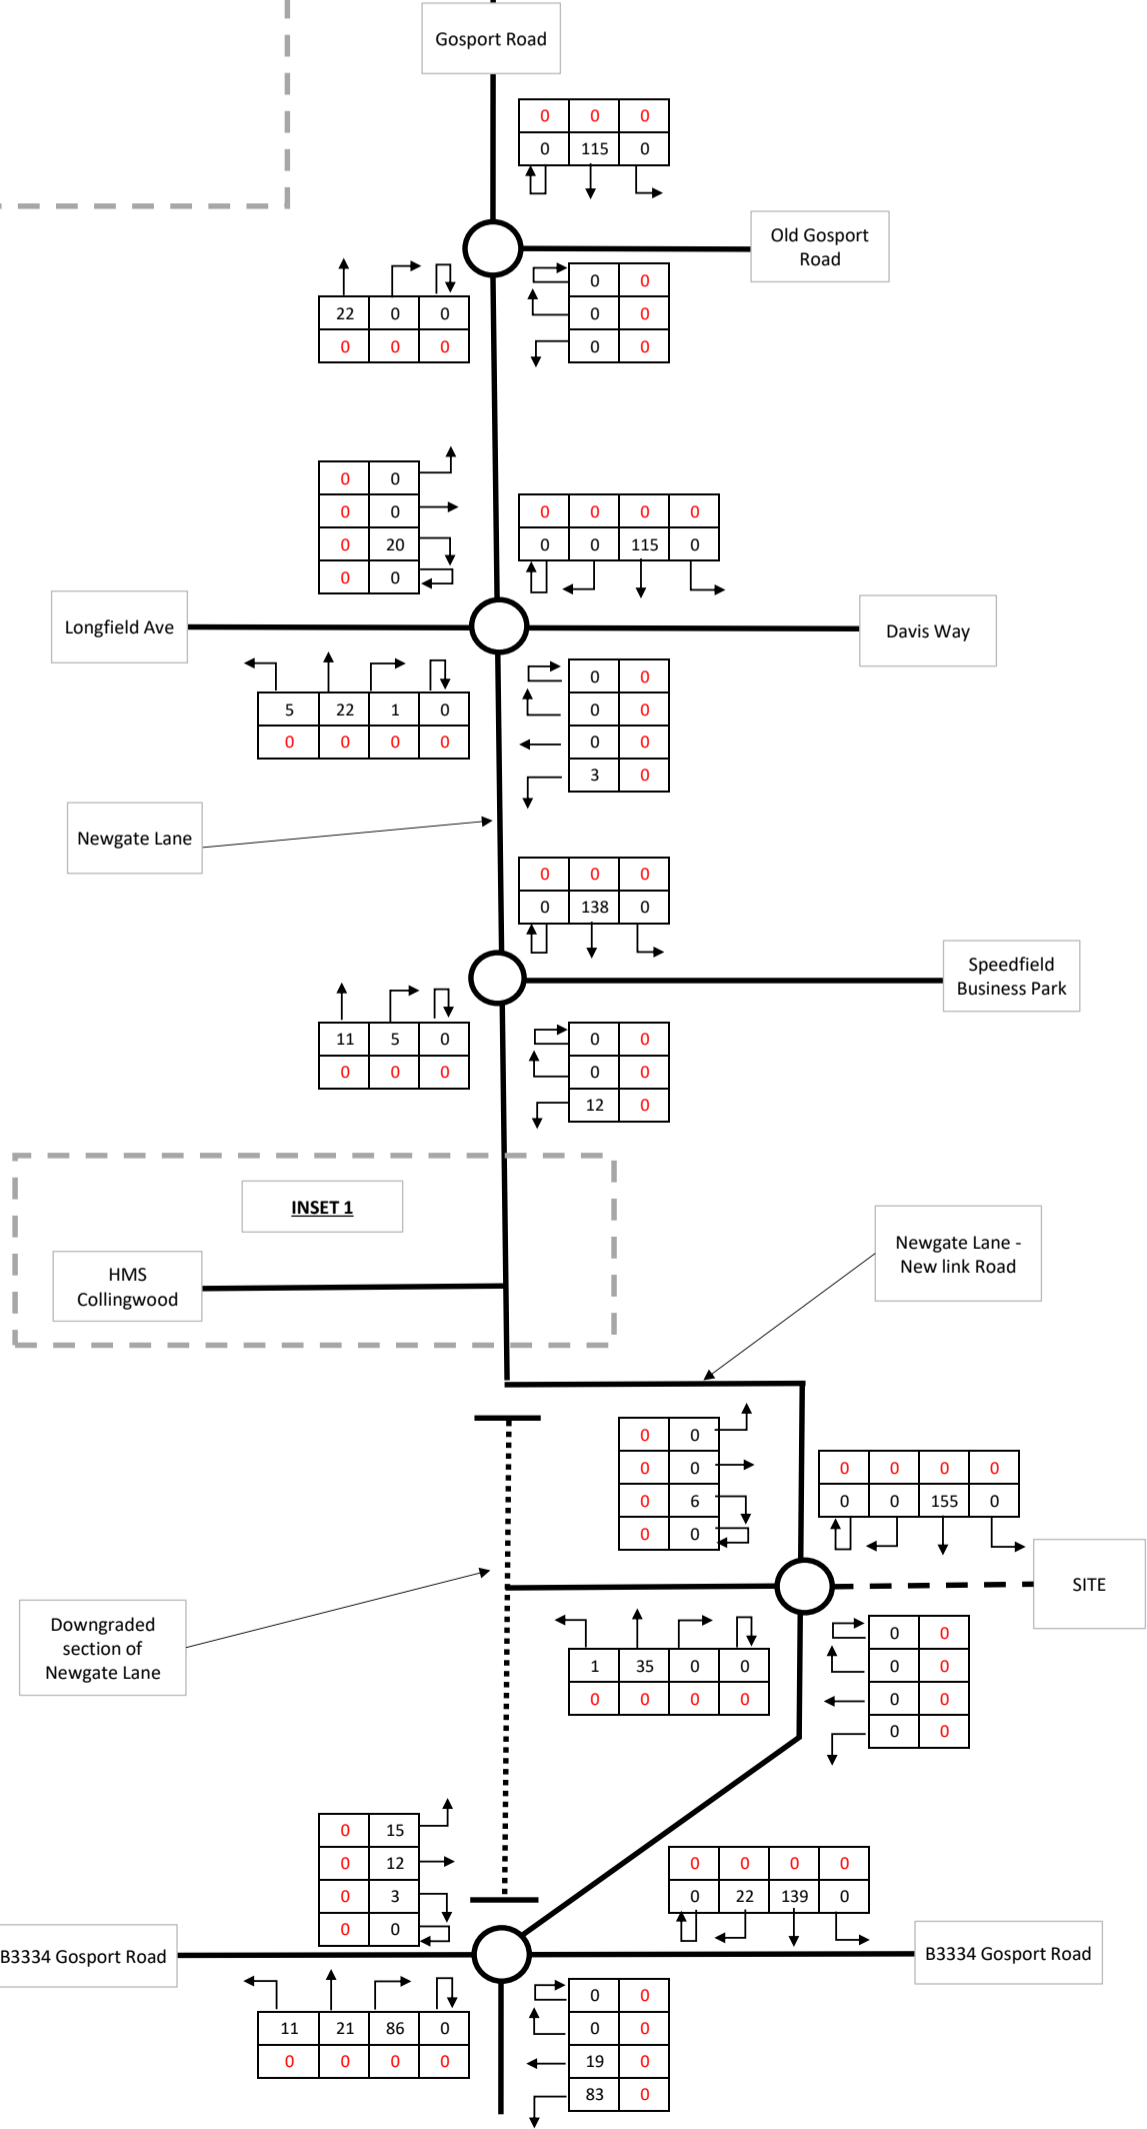 Gosport Road
0 0 0
0 115 0
Old Gosport
Road
0 0
0 0
0 0
22 0 0
0 0 0
0 0
0 0
0 20
0 0
0 0 0 0
0 0 115 0
Longfield Ave
Davis Way
0 0
0 0
0 0
3 0
5 22 1 0
0 0 0 0
Newgate Lane
0 0 0
0 138 0
Speedfield
Business Park
11 5 0
0 0 0
0 0
0 0
12 0
INSET 1
HMS
Collingwood
Newgate Lane -
New link Road
0 0
0 0
0 6
0 0
0 0 0 0
0 0 155 0
SITE
Downgraded
section of
Newgate Lane
1 35 0 0
0 0 0 0
0 0
0 0
0 0
0 0
0 15
0 12
0 3
0 0
0 0 0 0
0 22 139 0
B3334 Gosport Road
B3334 Gosport Road
11 21 86 0
0 0 0 0
0 0
0 0
19 0
83 0